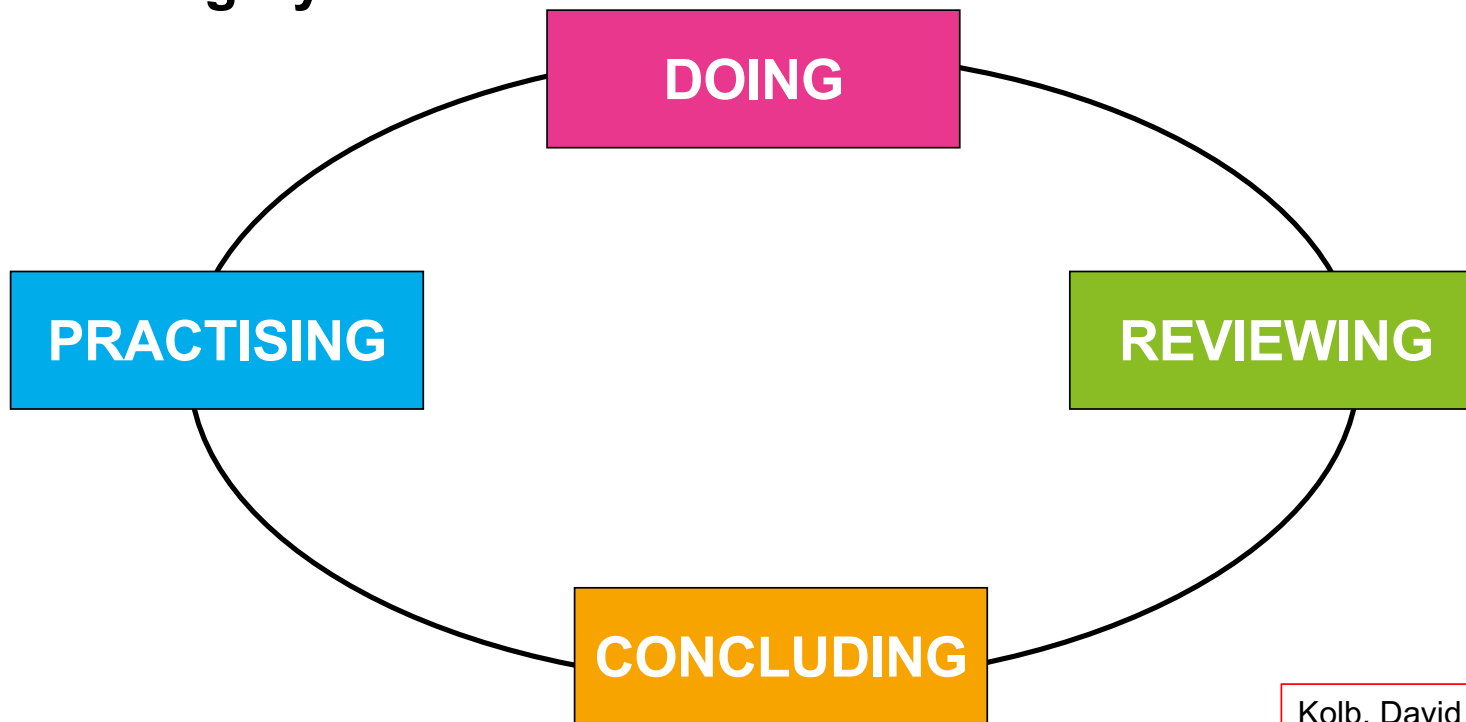 DOING
PRACTISING
REVIEWING
CONCLUDING
Kolb, David